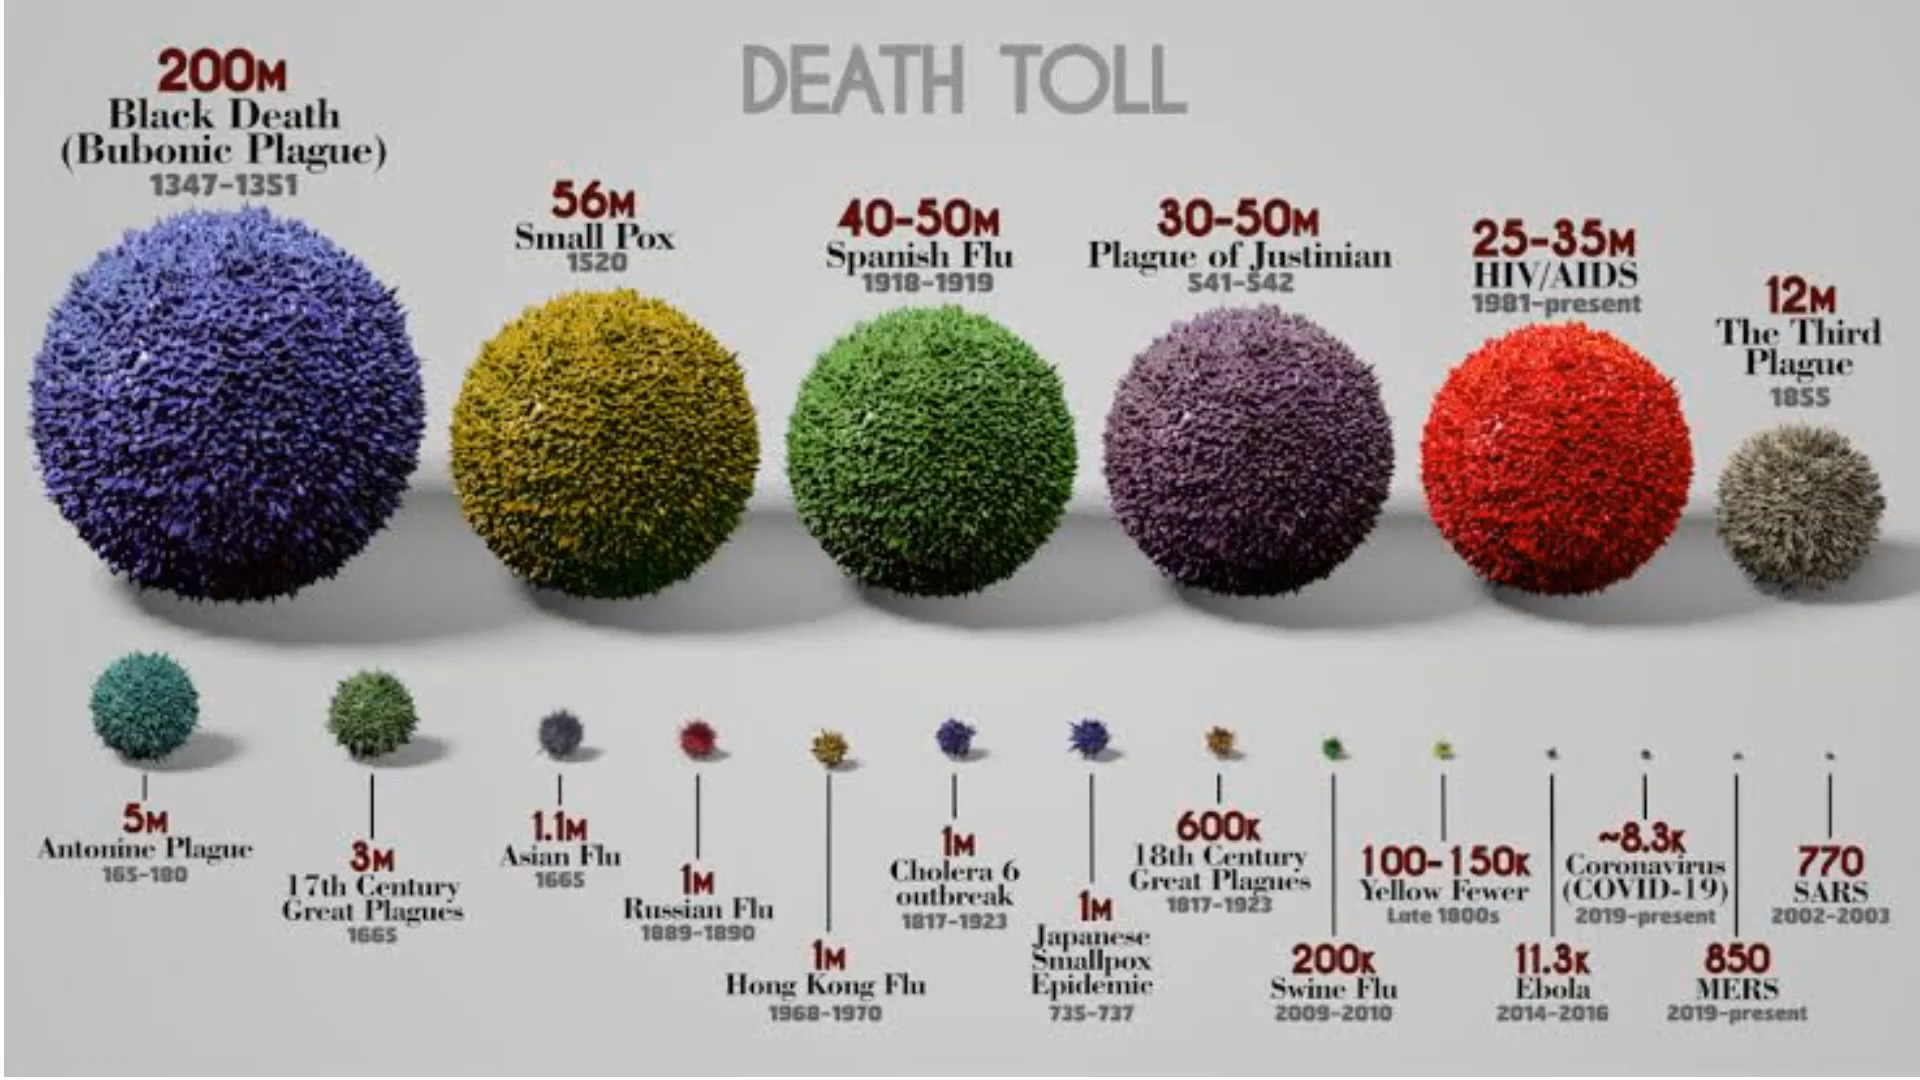 DEATH TOLL
200M
Black Death
(Bubonic Plague)
1347-1351
56M
Small Pox
1520
40-50M
Spanish Flu
1918-1919
30-50M
Plague of Justinian
541-542
25-35M
HIV/AIDS
1981-present
12M
The Third
Plague
1855
5M
Antonine Plague
165-180
3M
17th Century
Great Plagues
1665
1.1M
Asian Flu
1665
1M
Russian Flu
1889-1890
1M
Hong Kong Flu
1968-1970
1M
Cholera 6
outbreak
1817-1923
1M
Japanese
Smallpox
Epidemic
735-737
600K
18th Century
Great Plagues
1817-1923
200K
Swine Flu
2009-2010
100-150K
Yellow Fewer
Late 1800s
11.3K
Ebola
2014-2016
~8.3K
Coronavirus
(COVID-19)
2019-present
850
MERS
2019-present
770
SARS
2002-2003